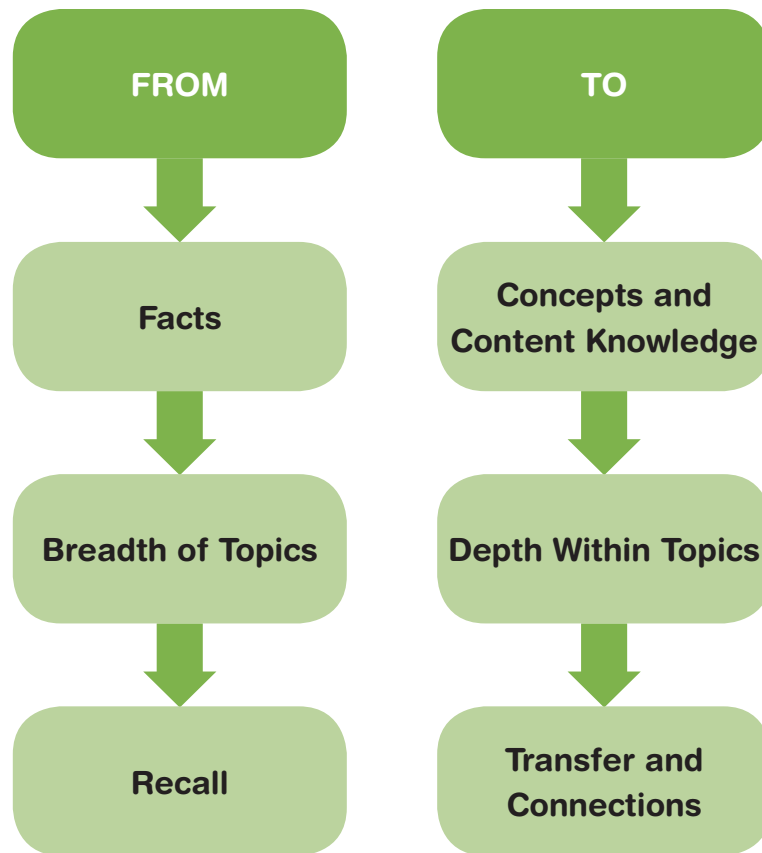 FROM
Facts
Breadth of Topics
Recall
TO
Concepts and
Content Knowledge
Depth Within Topics
Transfer and
Connections